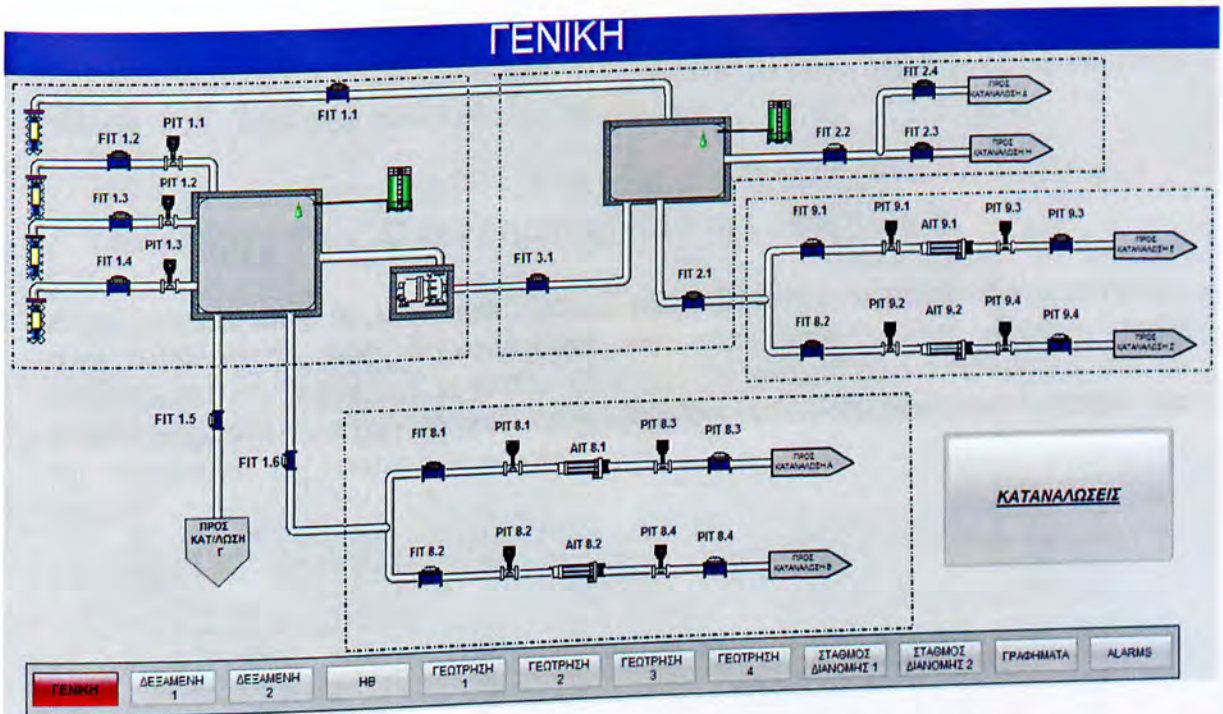 ΓΕΝΙΚΗ
FIT 2.4
ΠΡΟΣ
ΚΑΤΑΝΑΛΩΣΗ Δ
FIT 1.1
PIT 1.1
FIT 1.2
FIT 2.2
FIT 2.3
ΠΡΟΣ
ΚΑΤΑΝΑΛΩΣΗ Η
PIT 1.2
FIT 1.3
PIT 1.3
FIT 1.4
FIT 3.1
FIT 2.1
FIT 9.1
PIT 9.1
AIT 9.1
PIT 9.3
PIT 9.3
ΠΡΟΣ
ΚΑΤΑΝΑΛΩΣΗ Ε
FIT 8.2
PIT 9.2
AIT 9.2
PIT 9.4
PIT 9.4
ΠΡΟΣ
ΚΑΤΑΝΑΛΩΣΗ Ζ
FIT 1.5
FIT 1.6
FIT 8.1
PIT 8.1
AIT 8.1
PIT 8.3
PIT 8.3
ΠΡΟΣ
ΚΑΤΑΝΑΛΩΣΗ Α
ΚΑΤΑΝΑΛΩΣΕΙΣ
ΠΡΟΣ
ΚΑΤ/ΛΩΣΗ
Γ
FIT 8.2
PIT 8.2
AIT 8.2
PIT 8.4
PIT 8.4
ΠΡΟΣ
ΚΑΤΑΝΑΛΩΣΗ Β
ΓΕΝΙΚΗ
ΔΕΞΑΜΕΝΗ
1
ΔΕΞΑΜΕΝΗ
2
ΗΒ
ΓΕΩΤΡΗΣΗ
1
ΓΕΩΤΡΗΣΗ
2
ΓΕΩΤΡΗΣΗ
3
ΓΕΩΤΡΗΣΗ
4
ΣΤΑΘΜΟΣ
ΔΙΑΝΟΜΗΣ 1
ΣΤΑΘΜΟΣ
ΔΙΑΝΟΜΗΣ 2
ΓΡΑΦΗΜΑΤΑ
ALARMS